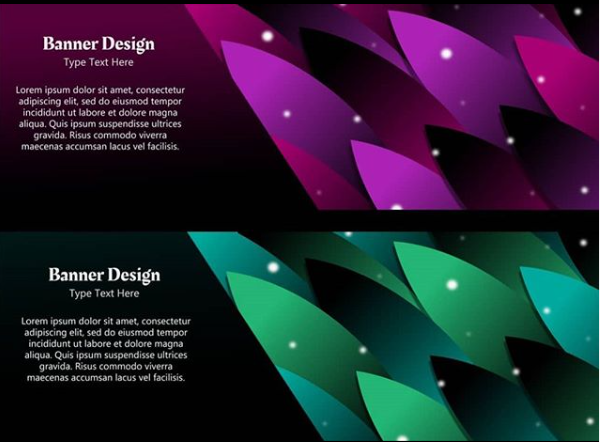 Banner Design
Type Text Here
Lorem ipsum dolor sit amet, consectetur
adipiscing elit, sed do eiusmod tempor
incididunt ut labore et dolore magna
aliqua. Quis ipsum suspendisse ultrices
gravida. Risus commodo viverra
maecenas accumsan lacus vel facilisis.
Banner Design
Type Text Here
Lorem ipsum dolor sit amet, consectetur
adipiscing elit, sed do eiusmod tempor
incididunt ut labore et dolore magna
aliqua. Quis ipsum suspendisse ultrices
gravida. Risus commodo viverra
maecenas accumsan lacus vel facilisis.